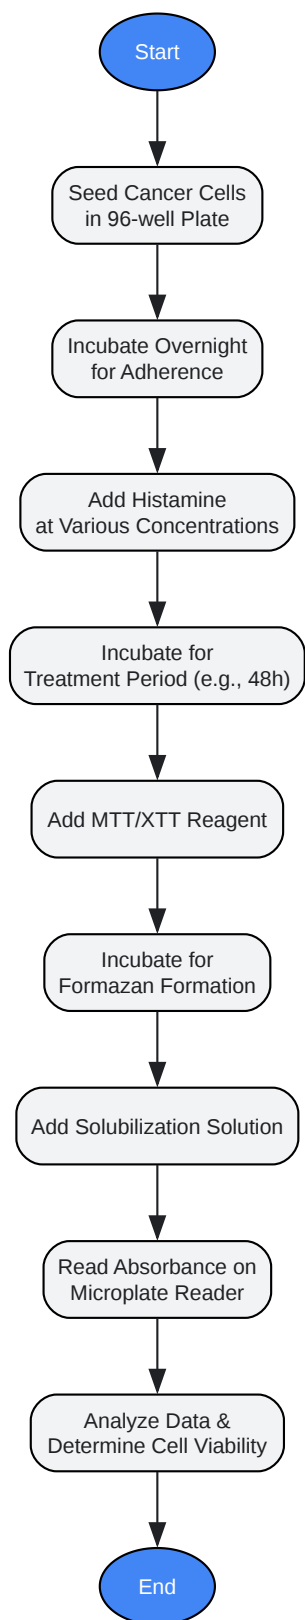 Start
Seed Cancer Cells
in 96-well Plate
Incubate Overnight
for Adherence
Add Histamine
at Various Concentrations
Incubate for
Treatment Period (e.g., 48h)
Add MTT/XTT Reagent
Incubate for
Formazan Formation
Add Solubilization Solution
Read Absorbance on
Microplate Reader
Analyze Data &
Determine Cell Viability
End